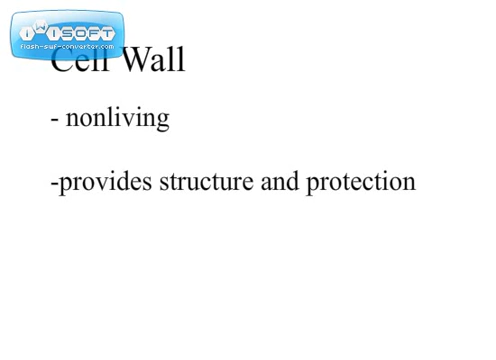 iWiSOFT
flash-swf-converter.com
Cell Wall
- nonliving
-provides structure and protection